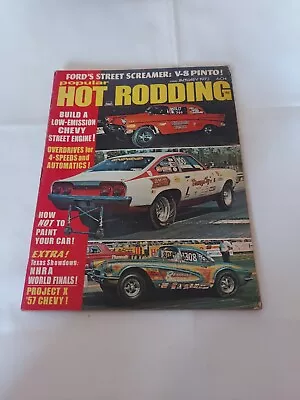 FORD'S STREET SCREAMER: V-8 PINTO!
popular
HOT RODDING
BUILD A
LOW-EMISSION
CHEVY
STREET ENGINE!
OVERDRIVES for
4-SPEEDS and
AUTOMATICS!
HOW
NOT TO
PAINT
YOUR CAR!
EXTRA!
Texas Showdown:
NHRA
WORLD FINALS!
PROJECT X
'57 CHEVY!
308